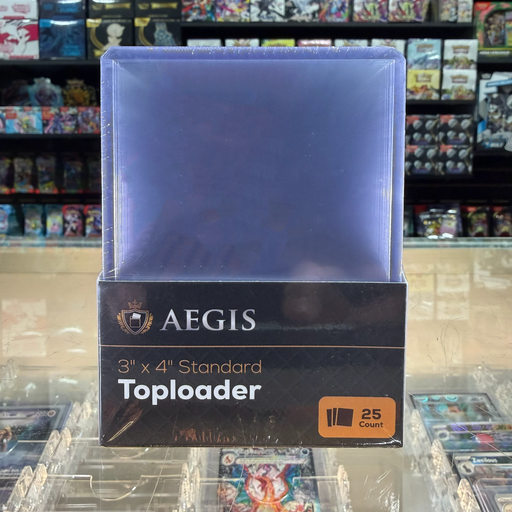 AEGIS
3" x 4" Standard
Toploader
25
Count